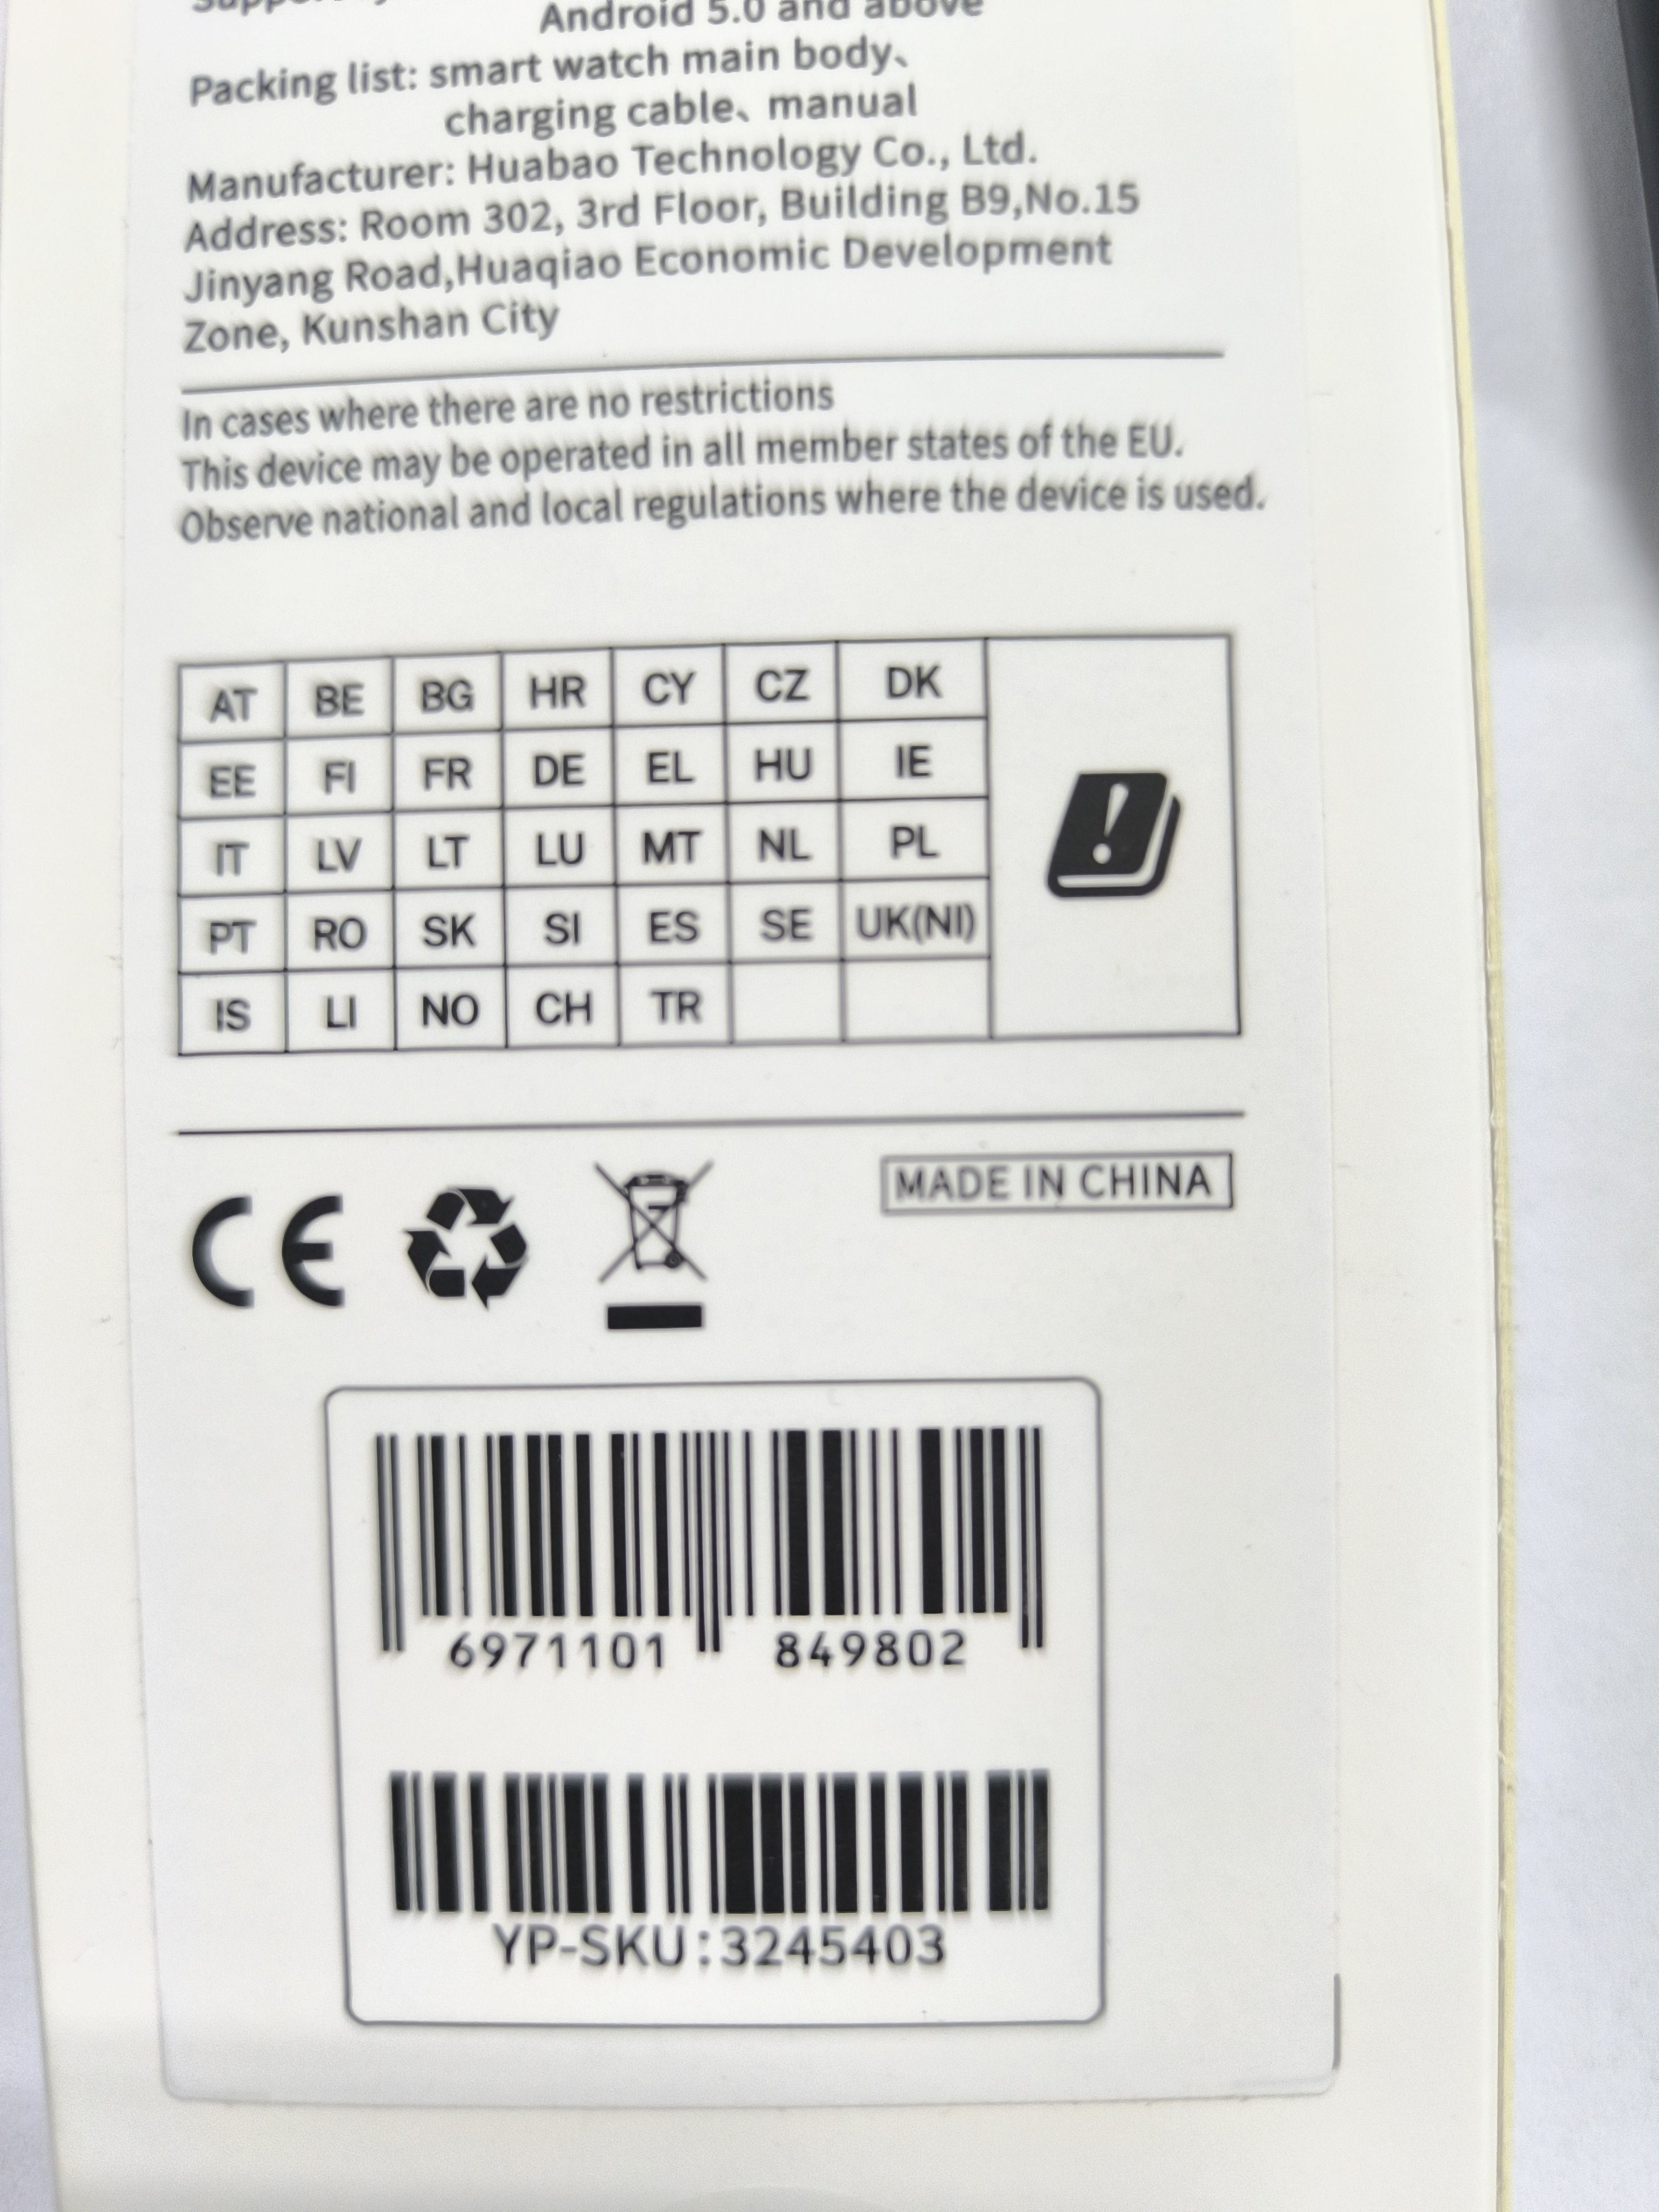 Android 5.0 and above
Packing list: smart watch main body、
charging cable、manual
Manufacturer: Huabao Technology Co., Ltd.
Address: Room 302, 3rd Floor, Building B9,No.15
Jinyang Road,Huaqiao Economic Development
Zone, Kunshan City
In cases where there are no restrictions
This device may be operated in all member states of the EU.
Observe national and local regulations where the device is used.
AT BE BG HR CY CZ DK
EE FI FR DE EL HU IE
IT LV LT LU MT NL PL
PT RO SK SI ES SE UK(NI)
IS LI NO CH TR
CE
MADE IN CHINA
6971101 849802
YP-SKU:3245403